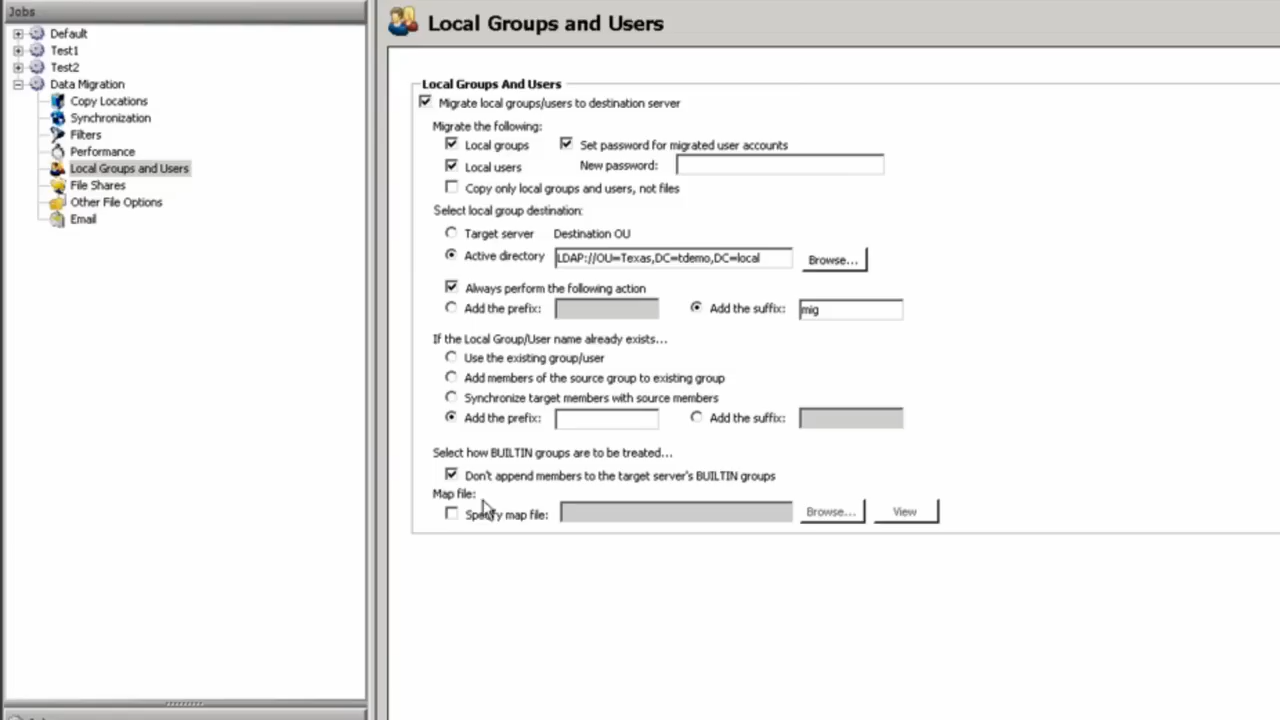 Jobs
Default
Test1
Test2
Data Migration
Copy Locations
Synchronization
Filters
Performance
Local Groups and Users
File Shares
Other File Options
Email
Local Groups and Users
Local Groups And Users
Migrate local groups/users to destination server
Migrate the following:
Local groups Set password for migrated user accounts
Local users New password:
Copy only local groups and users, not files
Select local group destination:
Target server Destination OU
Active directory LDAP://OU=Texas,DC=tdemo,DC=local Browse...
Always perform the following action
Add the prefix: Add the suffix: mig
If the Local Group/User name already exists...
Use the existing group/user
Add members of the source group to existing group
Synchronize target members with source members
Add the prefix: Add the suffix:
Select how BUILTIN groups are to be treated...
Don't append members to the target server's BUILTIN groups
Map file:
Specify map file: Browse... View